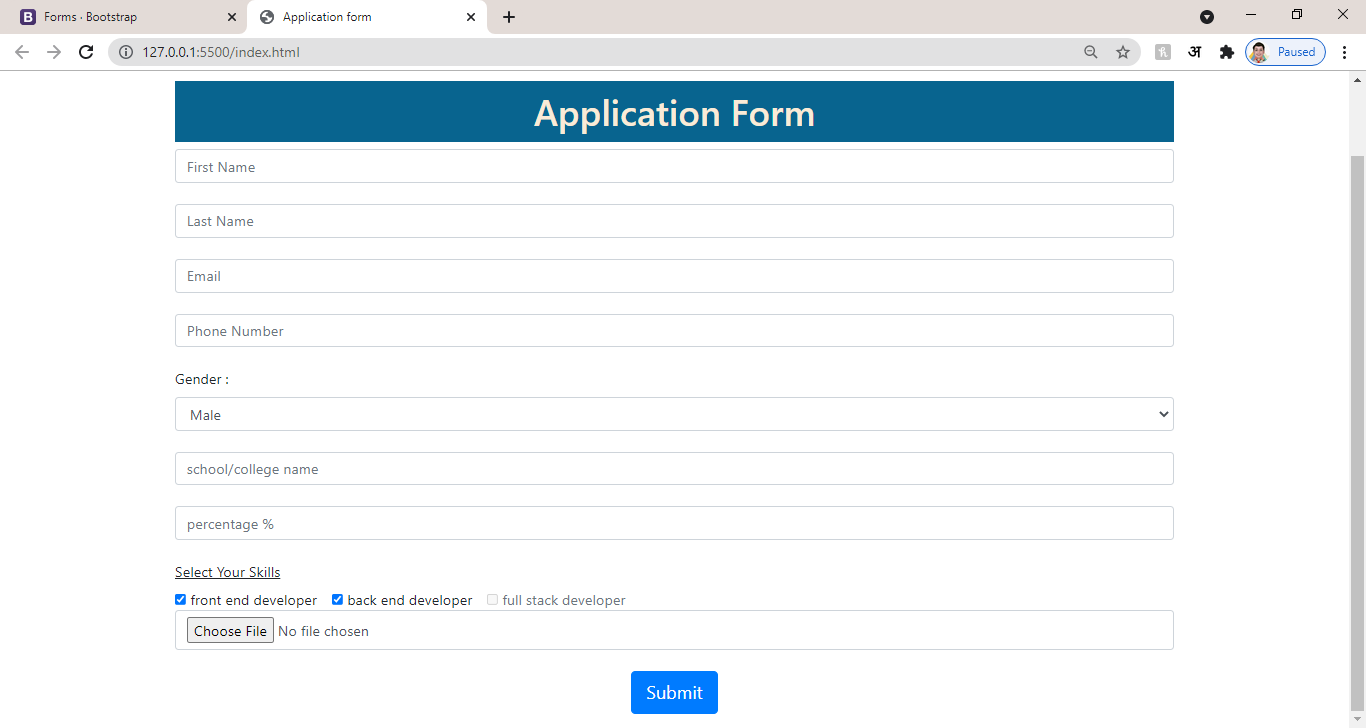 Forms · Bootstrap
Application form
127.0.0.1:5500/index.html
अ
Paused
Application Form
First Name
Last Name
Email
Phone Number
Gender :
Male
school/college name
percentage %
Select Your Skills
front end developer back end developer full stack developer
Choose File No file chosen
Submit